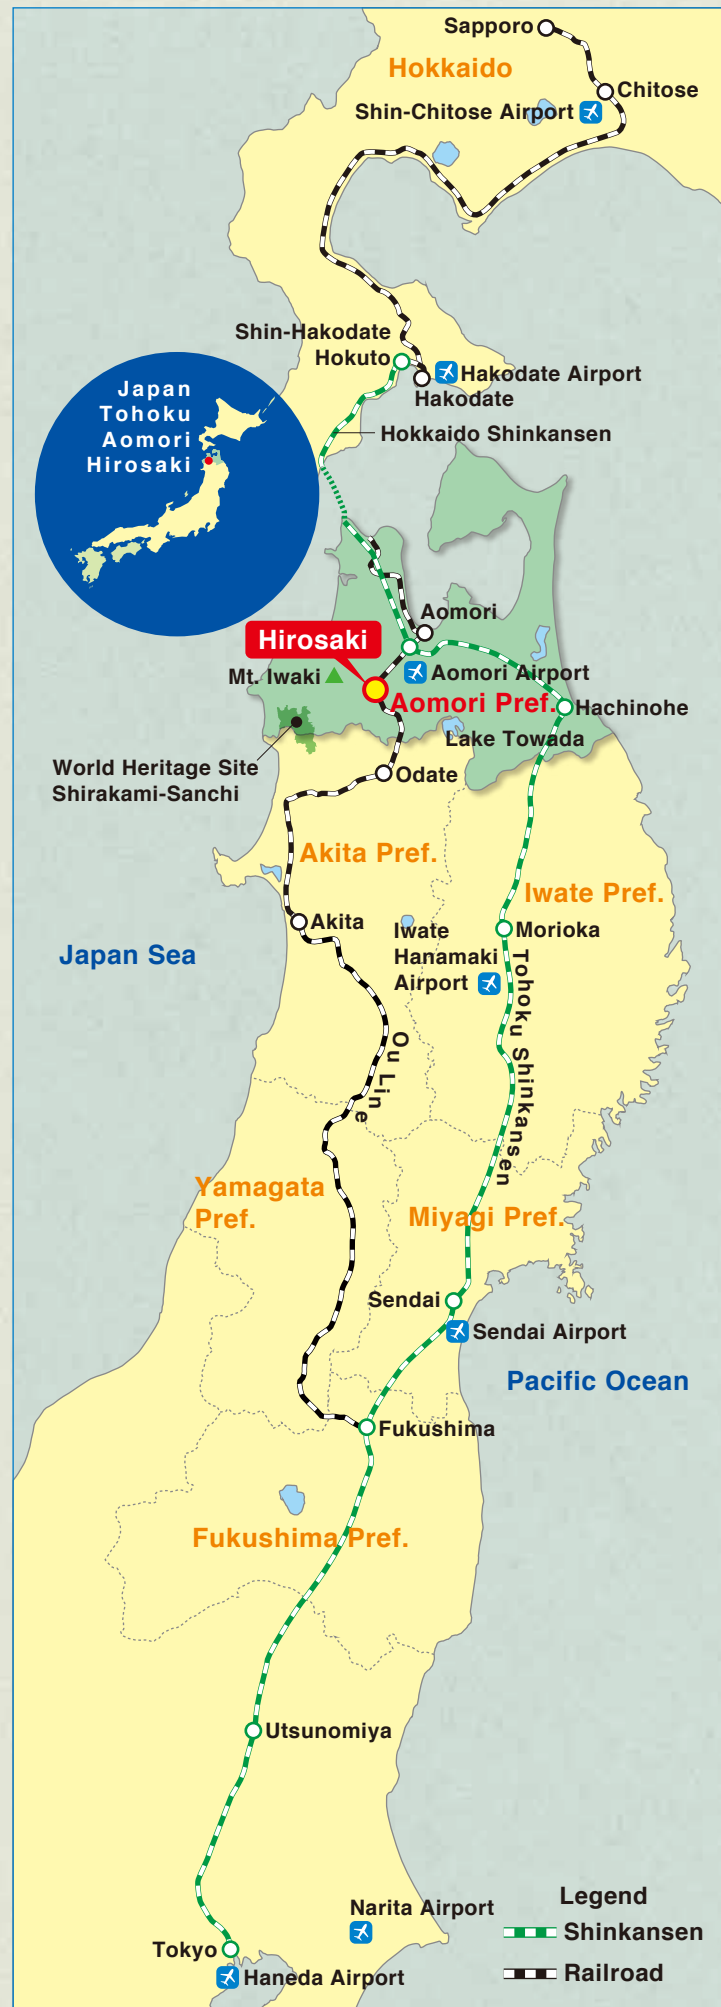 Sapporo
Hokkaido
Chitose
Shin-Chitose Airport
Shin-Hakodate
Hokuto
Hakodate Airport
Hakodate
Hokkaido Shinkansen
Japan
Tohoku
Aomori
Hirosaki
Aomori
Hirosaki
Mt. Iwaki
Aomori Airport
Aomori Pref.
Hachinohe
Lake Towada
World Heritage Site
Shirakami-Sanchi
Odate
Akita Pref.
Iwate Pref.
Akita
Iwate
Hanamaki
Airport
Morioka
Japan Sea
Tohoku Shinkansen
Ou Line
Yamagata
Pref.
Miyagi Pref.
Sendai
Sendai Airport
Pacific Ocean
Fukushima
Fukushima Pref.
Utsunomiya
Narita Airport
Tokyo
Haneda Airport
Legend
Shinkansen
Railroad